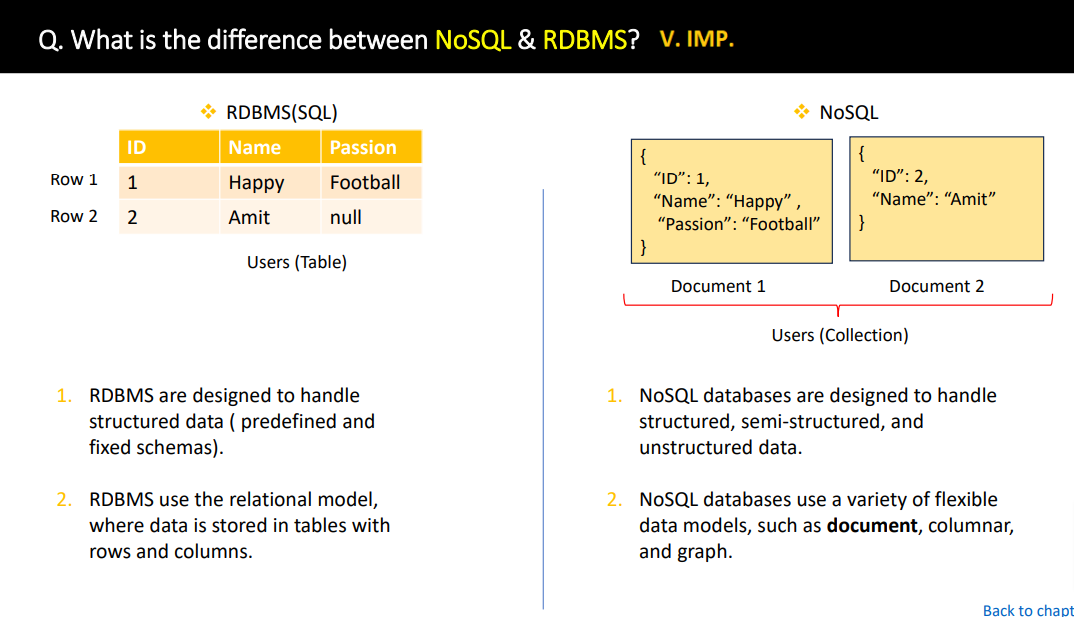 Q. What is the difference between NoSQL & RDBMS? V. IMP.
❖ RDBMS(SQL)
ID Name Passion
Row 1 1 Happy Football
Row 2 2 Amit null
Users (Table)
1. RDBMS are designed to handle
structured data ( predefined and
fixed schemas).
2. RDBMS use the relational model,
where data is stored in tables with
rows and columns.
❖ NoSQL
{
“ID”: 1,
“Name”: “Happy” ,
“Passion”: “Football”
}
Document 1
{
“ID”: 2,
“Name”: “Amit”
}
Document 2
Users (Collection)
1. NoSQL databases are designed to handle
structured, semi-structured, and
unstructured data.
2. NoSQL databases use a variety of flexible
data models, such as document, columnar,
and graph.
Back to chapt